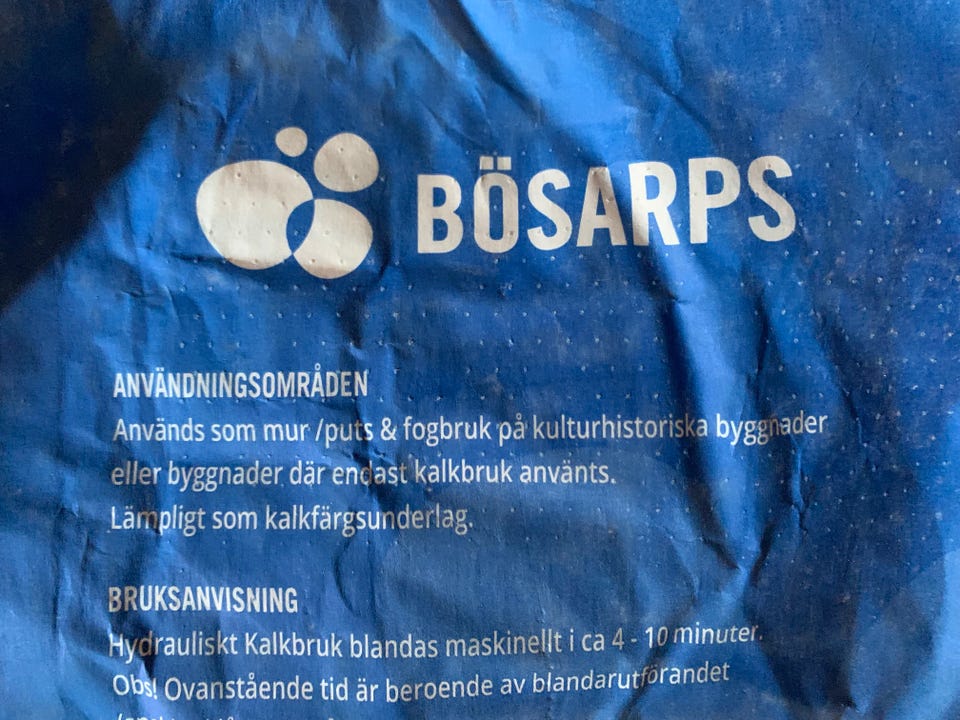 BÖSARPS
ANVÄNDNINGSOMRÅDEN
Används som mur /puts & fogbruk på kulturhistoriska byggnader
eller byggnader där endast kalkbruk använts.
Lämpligt som kalkfärgsunderlag.
BRUKSANVISNING
Hydrauliskt Kalkbruk blandas maskinellt i ca 4 - 10 minuter.
Obs! Ovanstående tid är beroende av blandarutförandet